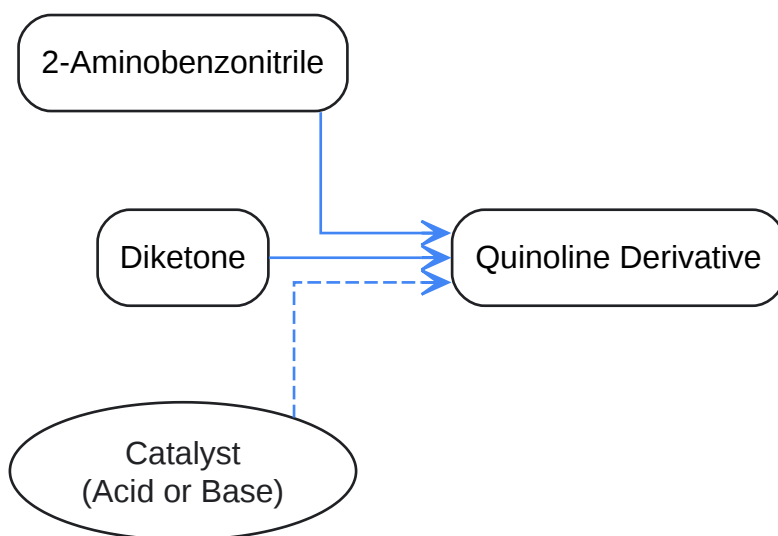 2-Aminobenzonitrile
Diketone
Quinoline Derivative
Catalyst
(Acid or Base)